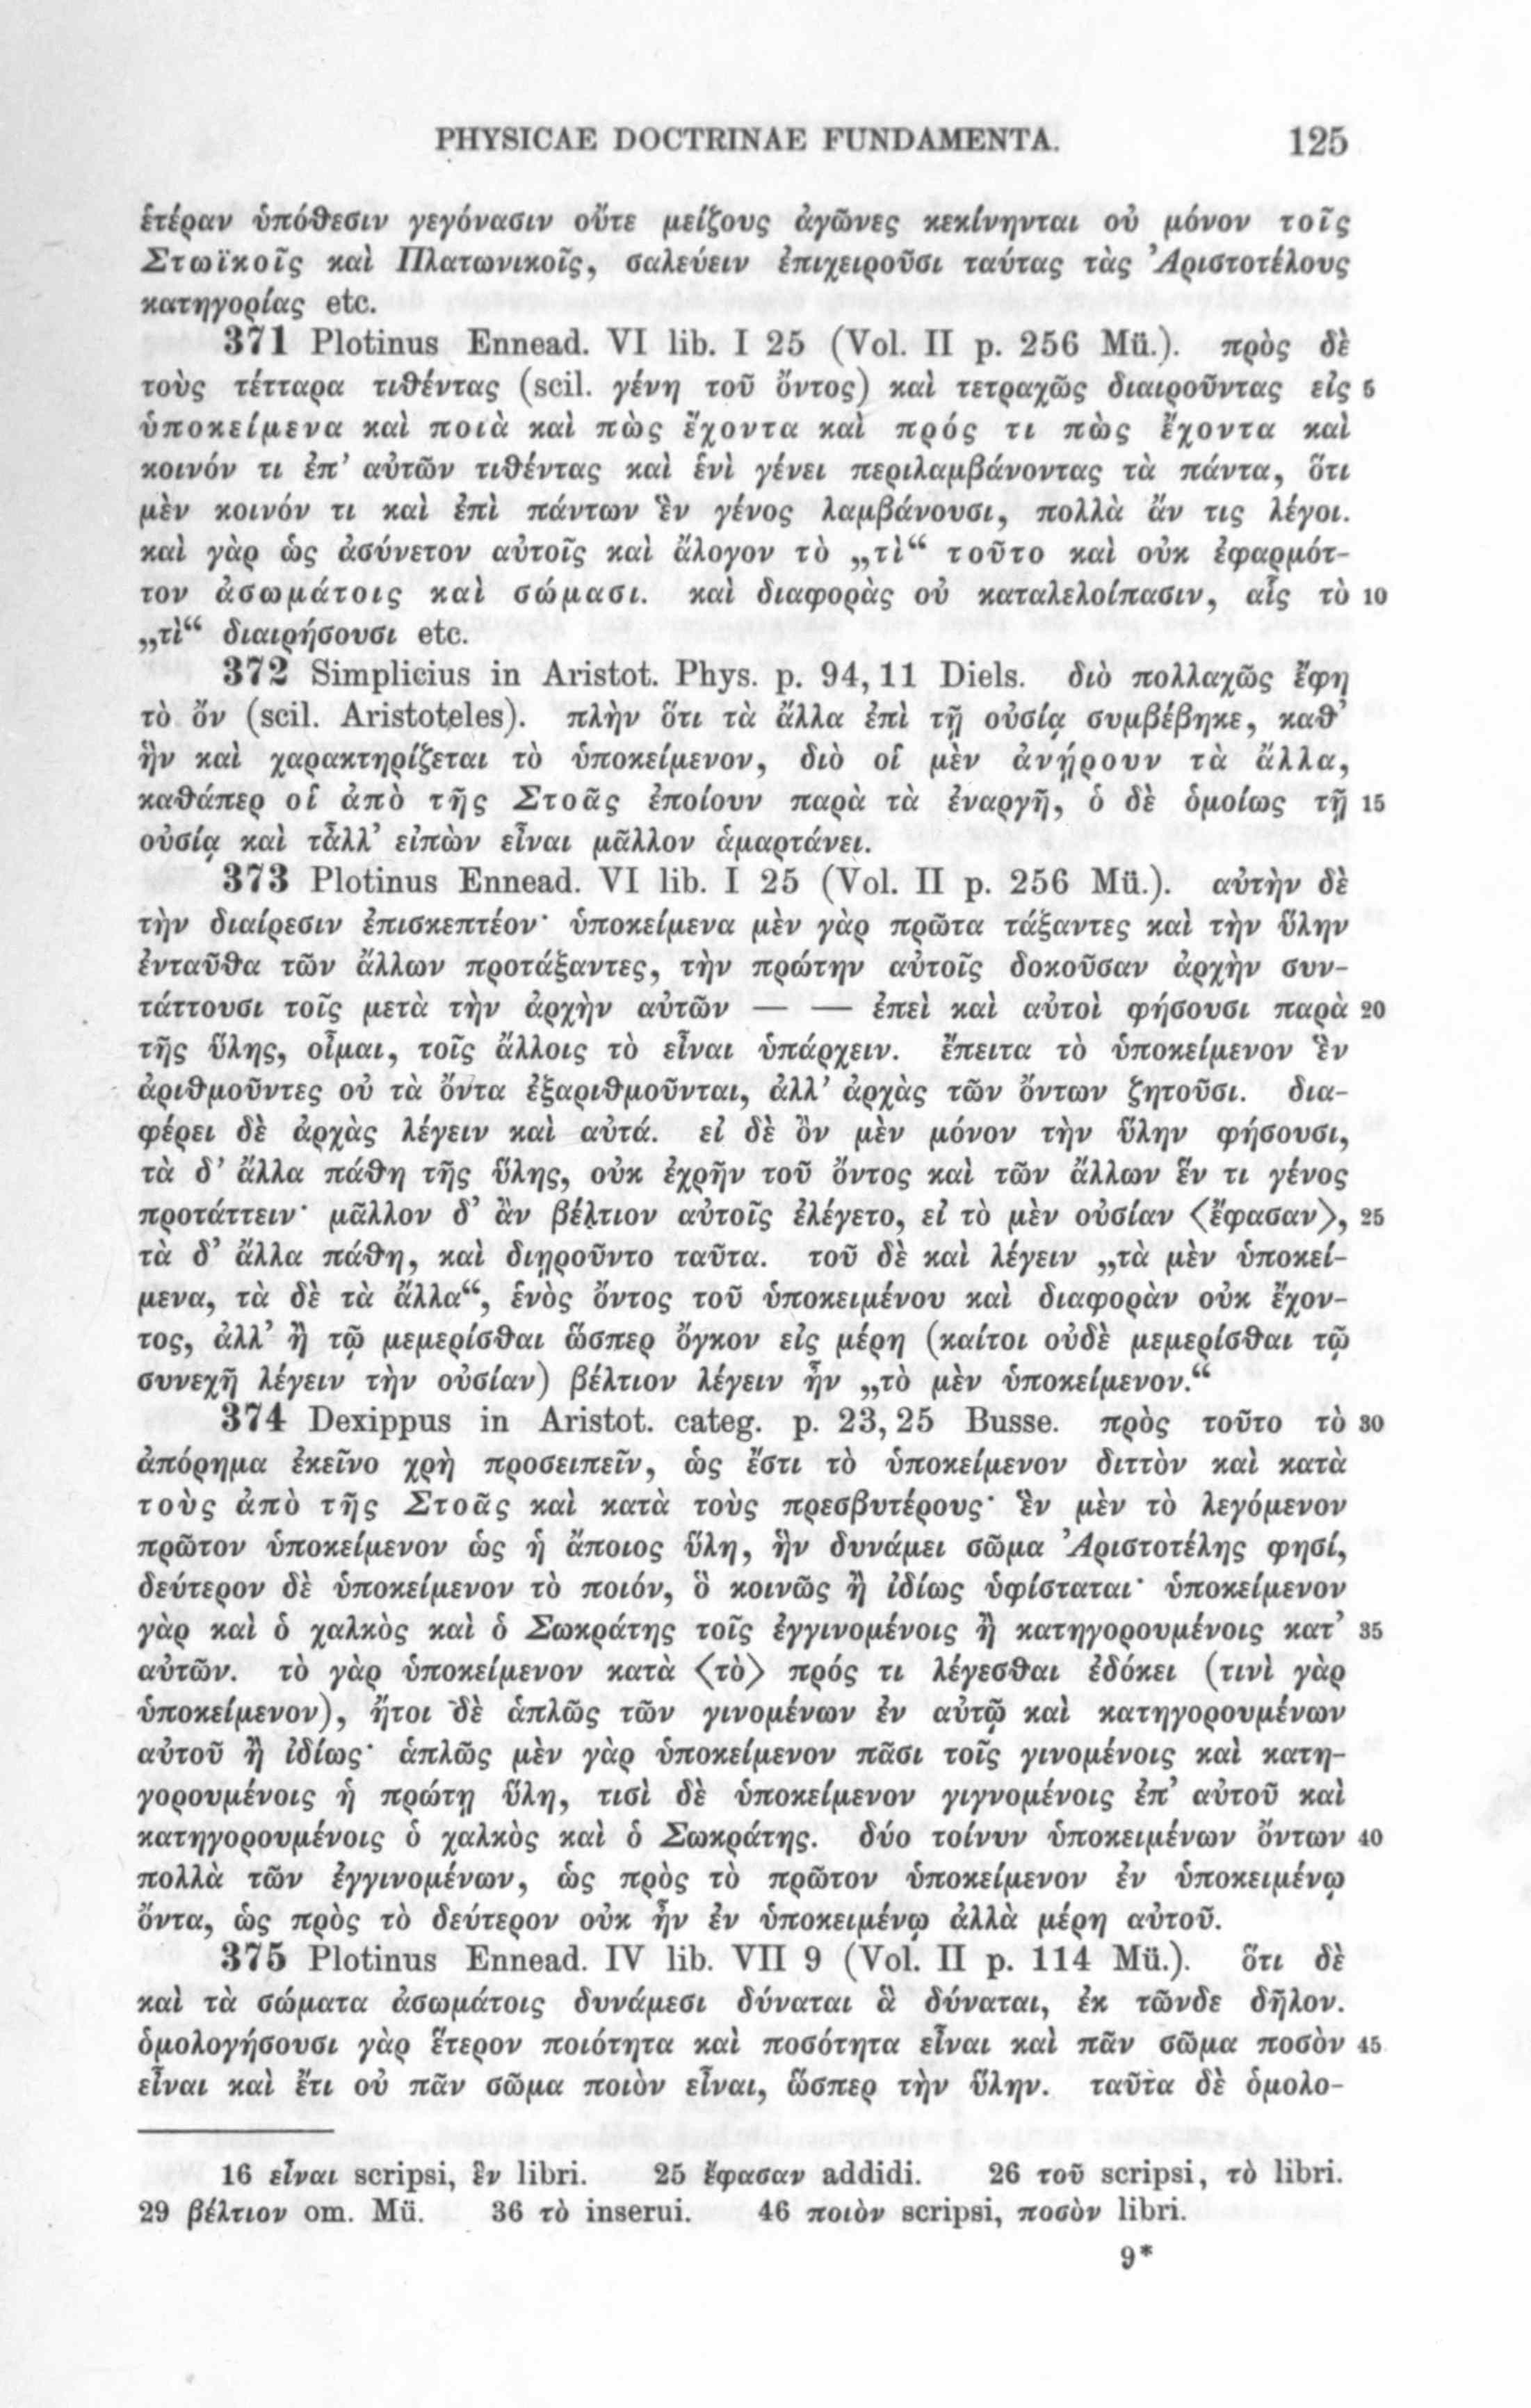 PHYSICAE DOCTRINAE FUNDAMENTA. 125
ἑτέραν ὑπόθεσιν γεγόνασιν οὔτε μείζους ἀγῶνες κεκίνηνται οὐ μόνον τοῖς
Στωϊκοῖς καὶ Πλατωνικοῖς, σαλεύειν ἐπιχειροῦσι ταύτας τὰς Ἀριστοτέλους
κατηγορίας etc.
371 Plotinus Ennead. VI lib. I 25 (Vol. II p. 256 Mü.). πρὸς δὲ
τοὺς τέτταρα τιθέντας (scil. γένη τοῦ ὄντος) καὶ τετραχῶς διαιροῦντας εἰς 5
ὑποκείμενα καὶ ποιὰ καὶ πὼς ἔχοντα καὶ πρός τι πὼς ἔχοντα καὶ
κοινόν τι ἐπ’ αὐτῶν τιθέντας καὶ ἑνὶ γένει περιλαμβάνοντας τὰ πάντα, ὅτι
μὲν κοινόν τι καὶ ἐπὶ πάντων ἓν γένος λαμβάνουσι, πολλὰ ἄν τις λέγοι.
καὶ γὰρ ὡς ἀσύνετον αὐτοῖς καὶ ἄλογον τὸ „τὶ“ τοῦτο καὶ οὐκ ἐφαρμότ-
τον ἀσωμάτοις καὶ σώμασι. καὶ διαφορὰς οὐ καταλελοίπασιν, αἷς τὸ 10
„τὶ“ διαιρήσουσι etc.
372 Simplicius in Aristot. Phys. p. 94, 11 Diels. διὸ πολλαχῶς ἔφη
τὸ ὄν (scil. Aristoteles). πλὴν ὅτι τὰ ἄλλα ἐπὶ τῇ οὐσίᾳ συμβέβηκε, καθ’
ἣν καὶ χαρακτηρίζεται τὸ ὑποκείμενον, διὸ οἱ μὲν ἀνῄρουν τὰ ἄλλα,
καθάπερ οἱ ἀπὸ τῆς Στοᾶς ἐποίουν παρὰ τὰ ἐναργῆ, ὁ δὲ ὁμοίως τῇ 15
οὐσίᾳ καὶ τἆλλ’ εἰπὼν εἶναι μᾶλλον ἁμαρτάνει.
373 Plotinus Ennead. VI lib. I 25 (Vol. II p. 256 Mü.). αὐτὴν δὲ
τὴν διαίρεσιν ἐπισκεπτέον· ὑποκείμενα μὲν γὰρ πρῶτα τάξαντες καὶ τὴν ὕλην
ἐνταῦθα τῶν ἄλλων προτάξαντες, τὴν πρώτην αὐτοῖς δοκοῦσαν ἀρχὴν συν-
τάττουσι τοῖς μετὰ τὴν ἀρχὴν αὐτῶν — — ἐπεὶ καὶ αὐτοὶ φήσουσι παρὰ 20
τῆς ὕλης, οἶμαι, τοῖς ἄλλοις τὸ εἶναι ὑπάρχειν. ἔπειτα τὸ ὑποκείμενον ἓν
ἀριθμοῦντες οὐ τὰ ὄντα ἐξαριθμοῦνται, ἀλλ’ ἀρχὰς τῶν ὄντων ζητοῦσι. δια-
φέρει δὲ ἀρχὰς λέγειν καὶ αὐτά. εἰ δὲ ὂν μὲν μόνον τὴν ὕλην φήσουσι,
τὰ δ’ ἄλλα πάθη τῆς ὕλης, οὐκ ἐχρῆν τοῦ ὄντος καὶ τῶν ἄλλων ἕν τι γένος
προτάττειν· μᾶλλον δ’ ἂν βέλτιον αὐτοῖς ἐλέγετο, εἰ τὸ μὲν οὐσίαν ⟨ἔφασαν⟩, 25
τὰ δ’ ἄλλα πάθη, καὶ διῃροῦντο ταῦτα. τοῦ δὲ καὶ λέγειν „τὰ μὲν ὑποκεί-
μενα, τὰ δὲ τὰ ἄλλα“, ἑνὸς ὄντος τοῦ ὑποκειμένου καὶ διαφορὰν οὐκ ἔχον-
τος, ἀλλ’ ἢ τῷ μεμερίσθαι ὥσπερ ὄγκον εἰς μέρη (καίτοι οὐδὲ μεμερίσθαι τῷ
συνεχῆ λέγειν τὴν οὐσίαν) βέλτιον λέγειν ἦν „τὸ μὲν ὑποκείμενον.“
374 Dexippus in Aristot. categ. p. 23, 25 Busse. πρὸς τοῦτο τὸ 30
ἀπόρημα ἐκεῖνο χρὴ προσειπεῖν, ὡς ἔστι τὸ ὑποκείμενον διττὸν καὶ κατὰ
τοὺς ἀπὸ τῆς Στοᾶς καὶ κατὰ τοὺς πρεσβυτέρους· ἓν μὲν τὸ λεγόμενον
πρῶτον ὑποκείμενον ὡς ἡ ἄποιος ὕλη, ἣν δυνάμει σῶμα Ἀριστοτέλης φησί,
δεύτερον δὲ ὑποκείμενον τὸ ποιόν, ὃ κοινῶς ἢ ἰδίως ὑφίσταται· ὑποκείμενον
γὰρ καὶ ὁ χαλκὸς καὶ ὁ Σωκράτης τοῖς ἐγγινομένοις ἢ κατηγορουμένοις κατ’ 35
αὐτῶν. τὸ γὰρ ὑποκείμενον κατὰ ⟨τὸ⟩ πρός τι λέγεσθαι ἐδόκει (τινὶ γὰρ
ὑποκείμενον), ἤτοι δὲ ἁπλῶς τῶν γινομένων ἐν αὐτῷ καὶ κατηγορουμένων
αὐτοῦ ἢ ἰδίως· ἁπλῶς μὲν γὰρ ὑποκείμενον πᾶσι τοῖς γινομένοις καὶ κατη-
γορουμένοις ἡ πρώτη ὕλη, τισὶ δὲ ὑποκείμενον γιγνομένοις ἐπ’ αὐτοῦ καὶ
κατηγορουμένοις ὁ χαλκὸς καὶ ὁ Σωκράτης. δύο τοίνυν ὑποκειμένων ὄντων 40
πολλὰ τῶν ἐγγινομένων, ὡς πρὸς τὸ πρῶτον ὑποκείμενον ἐν ὑποκειμένῳ
ὄντα, ὡς πρὸς τὸ δεύτερον οὐκ ἦν ἐν ὑποκειμένῳ ἀλλὰ μέρη αὐτοῦ.
375 Plotinus Ennead. IV lib. VII 9 (Vol. II p. 114 Mü.). ὅτι δὲ
καὶ τὰ σώματα ἀσωμάτοις δυνάμεσι δύναται ἃ δύναται, ἐκ τῶνδε δῆλον.
ὁμολογήσουσι γὰρ ἕτερον ποιότητα καὶ ποσότητα εἶναι καὶ πᾶν σῶμα ποσὸν 45
εἶναι καὶ ἔτι οὐ πᾶν σῶμα ποιὸν εἶναι, ὥσπερ τὴν ὕλην. ταῦτα δὲ ὁμολο-
16 εἶναι scripsi, ἓν libri. 25 ἔφασαν addidi. 26 τοῦ scripsi, τὸ libri.
29 βέλτιον om. Mü. 36 τὸ inserui. 46 ποιὸν scripsi, ποσὸν libri.
9*